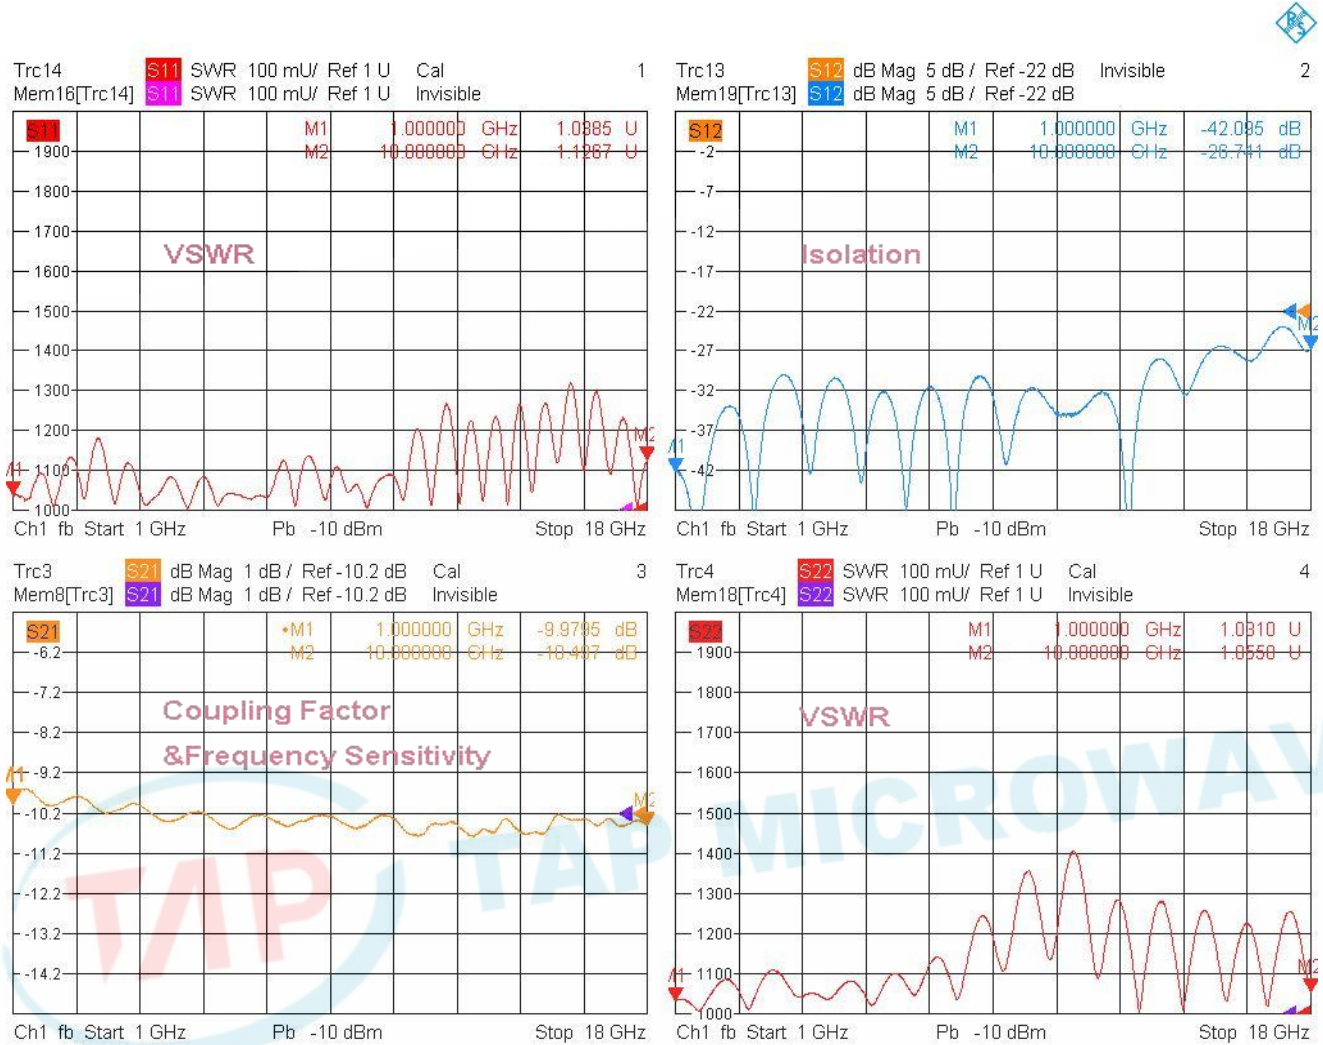 R&S
Trc14 S11 SWR 100 mU/ Ref 1 U Cal 1
Mem16[Trc14] S11 SWR 100 mU/ Ref 1 U Invisible
S11 M1 1.000000 GHz 1.0385 U
1900 M2 10.000000 GHz 1.1267 U
1800
1700
VSWR
1600
1500
1400
1300
1200
M2
1100
1000
Ch1 fb Start 1 GHz Pb -10 dBm Stop 18 GHz
Trc13 S12 dB Mag 5 dB / Ref -22 dB Invisible 2
Mem19[Trc13] S12 dB Mag 5 dB / Ref -22 dB
S12 M1 1.000000 GHz -42.095 dB
-2 M2 10.000000 GHz -26.741 dB
-7
-12
Isolation
-17
-22
M2
-27
-32
-37
M1
-42
Ch1 fb Start 1 GHz Pb -10 dBm Stop 18 GHz
Trc3 S21 dB Mag 1 dB / Ref -10.2 dB Cal 3
Mem8[Trc3] S21 dB Mag 1 dB / Ref -10.2 dB Invisible
S21 •M1 1.000000 GHz -9.9795 dB
-6.2 M2 10.000000 GHz dB
-7.2
Coupling Factor
-8.2
&Frequency Sensitivity
-9.2
M1
M2
-10.2
-11.2
-12.2
-13.2
-14.2
Ch1 fb Start 1 GHz Pb -10 dBm Stop 18 GHz
Trc4 S22 SWR 100 mU/ Ref 1 U Cal 4
Mem18[Trc4] S22 SWR 100 mU/ Ref 1 U Invisible
S22 M1 1.000000 GHz 1.0310 U
1900 M2 10.000000 GHz 1.0550 U
1800
VSWR
1700
1600
1500
1400
1300
1200
M1 M2
1100
1000
Ch1 fb Start 1 GHz Pb -10 dBm Stop 18 GHz
TAP
TAP MICROWAV